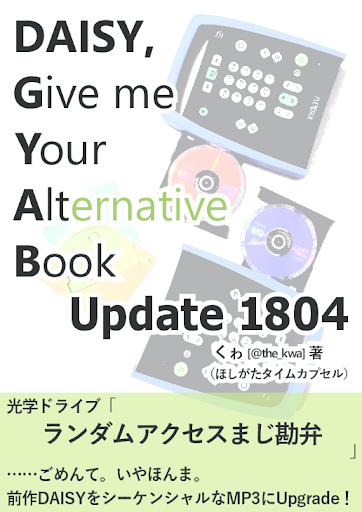 DAISY,
Give me
Your
Alternative
Book
Update 1804
くゎ [@the_kwa] 著
(ほしがたタイムカプセル)
光学ドライブ「
ランダムアクセスまじ勘弁
」
……ごめんて。いやほんま。
前作DAISYをシーケンシャルなMP3にUpgrade!